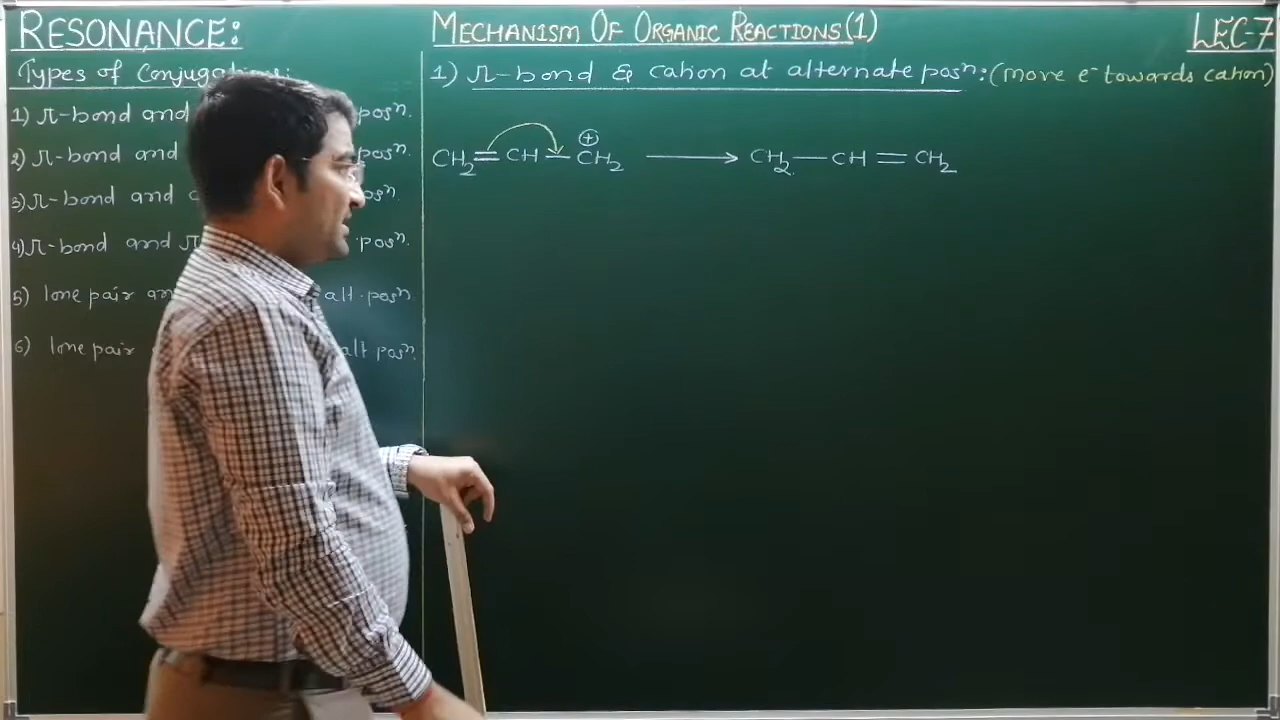 RESONANCE:
Types of Conjugation:
1) π-bond and posⁿ.
2) π-bond and posⁿ.
3) π-bond and posⁿ.
4) π-bond and π posⁿ.
5) lone pair alt. posⁿ
6) lone pair alt posⁿ.
MECHANISM OF ORGANIC REACTIONS(1)
LEC-7
1) π-bond & cation at alternate posⁿ: (move e⁻ towards cation)
CH₂=CH–CH₂ ⊕ ⟶ CH₂–CH=CH₂